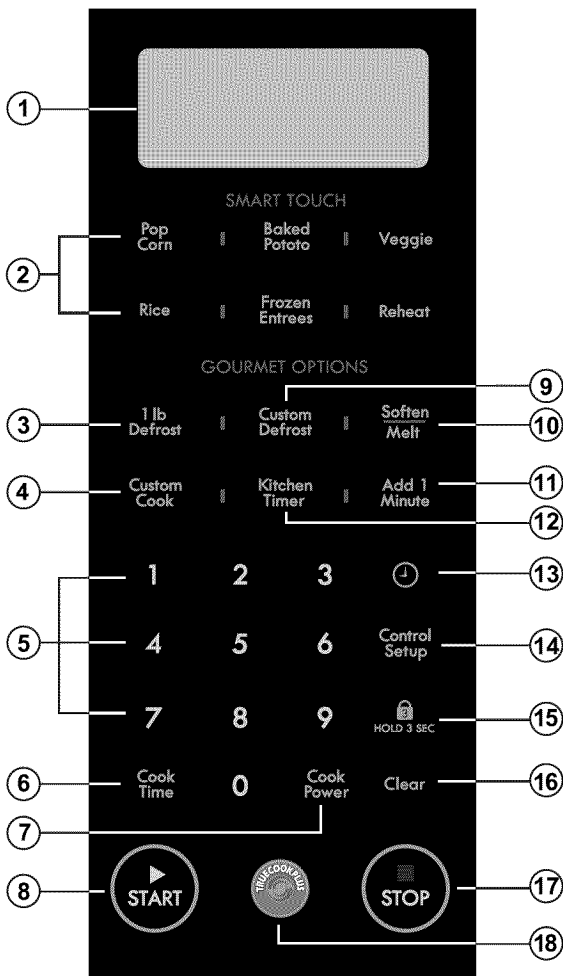 1
SMART TOUCH
2
Pop
Corn
Baked
Potato
Veggie
Rice
Frozen
Entrees
Reheat
GOURMET OPTIONS
9
3
1 lb
Defrost
Custom
Defrost
Soften
Melt
10
4
Custom
Cook
Kitchen
Timer
Add 1
Minute
11
12
1 2 3
13
5
4 5 6
Control
Setup
14
7 8 9
HOLD 3 SEC
15
6
Cook
Time
0
Cook
Power
Clear
16
7
8
START
TRUECOOKPLUS
STOP
17
18